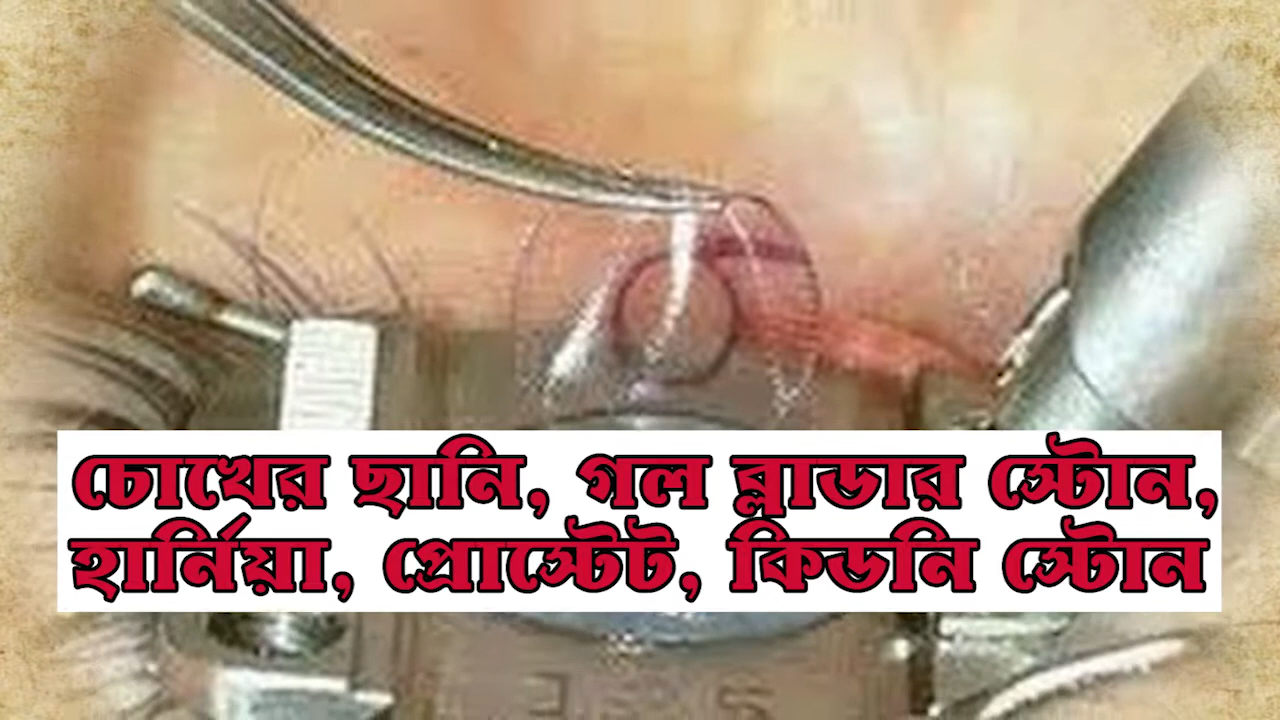 চোখের ছানি, গল ব্লাডার স্টোন,
হার্নিয়া, প্রোস্টেট, কিডনি স্টোন